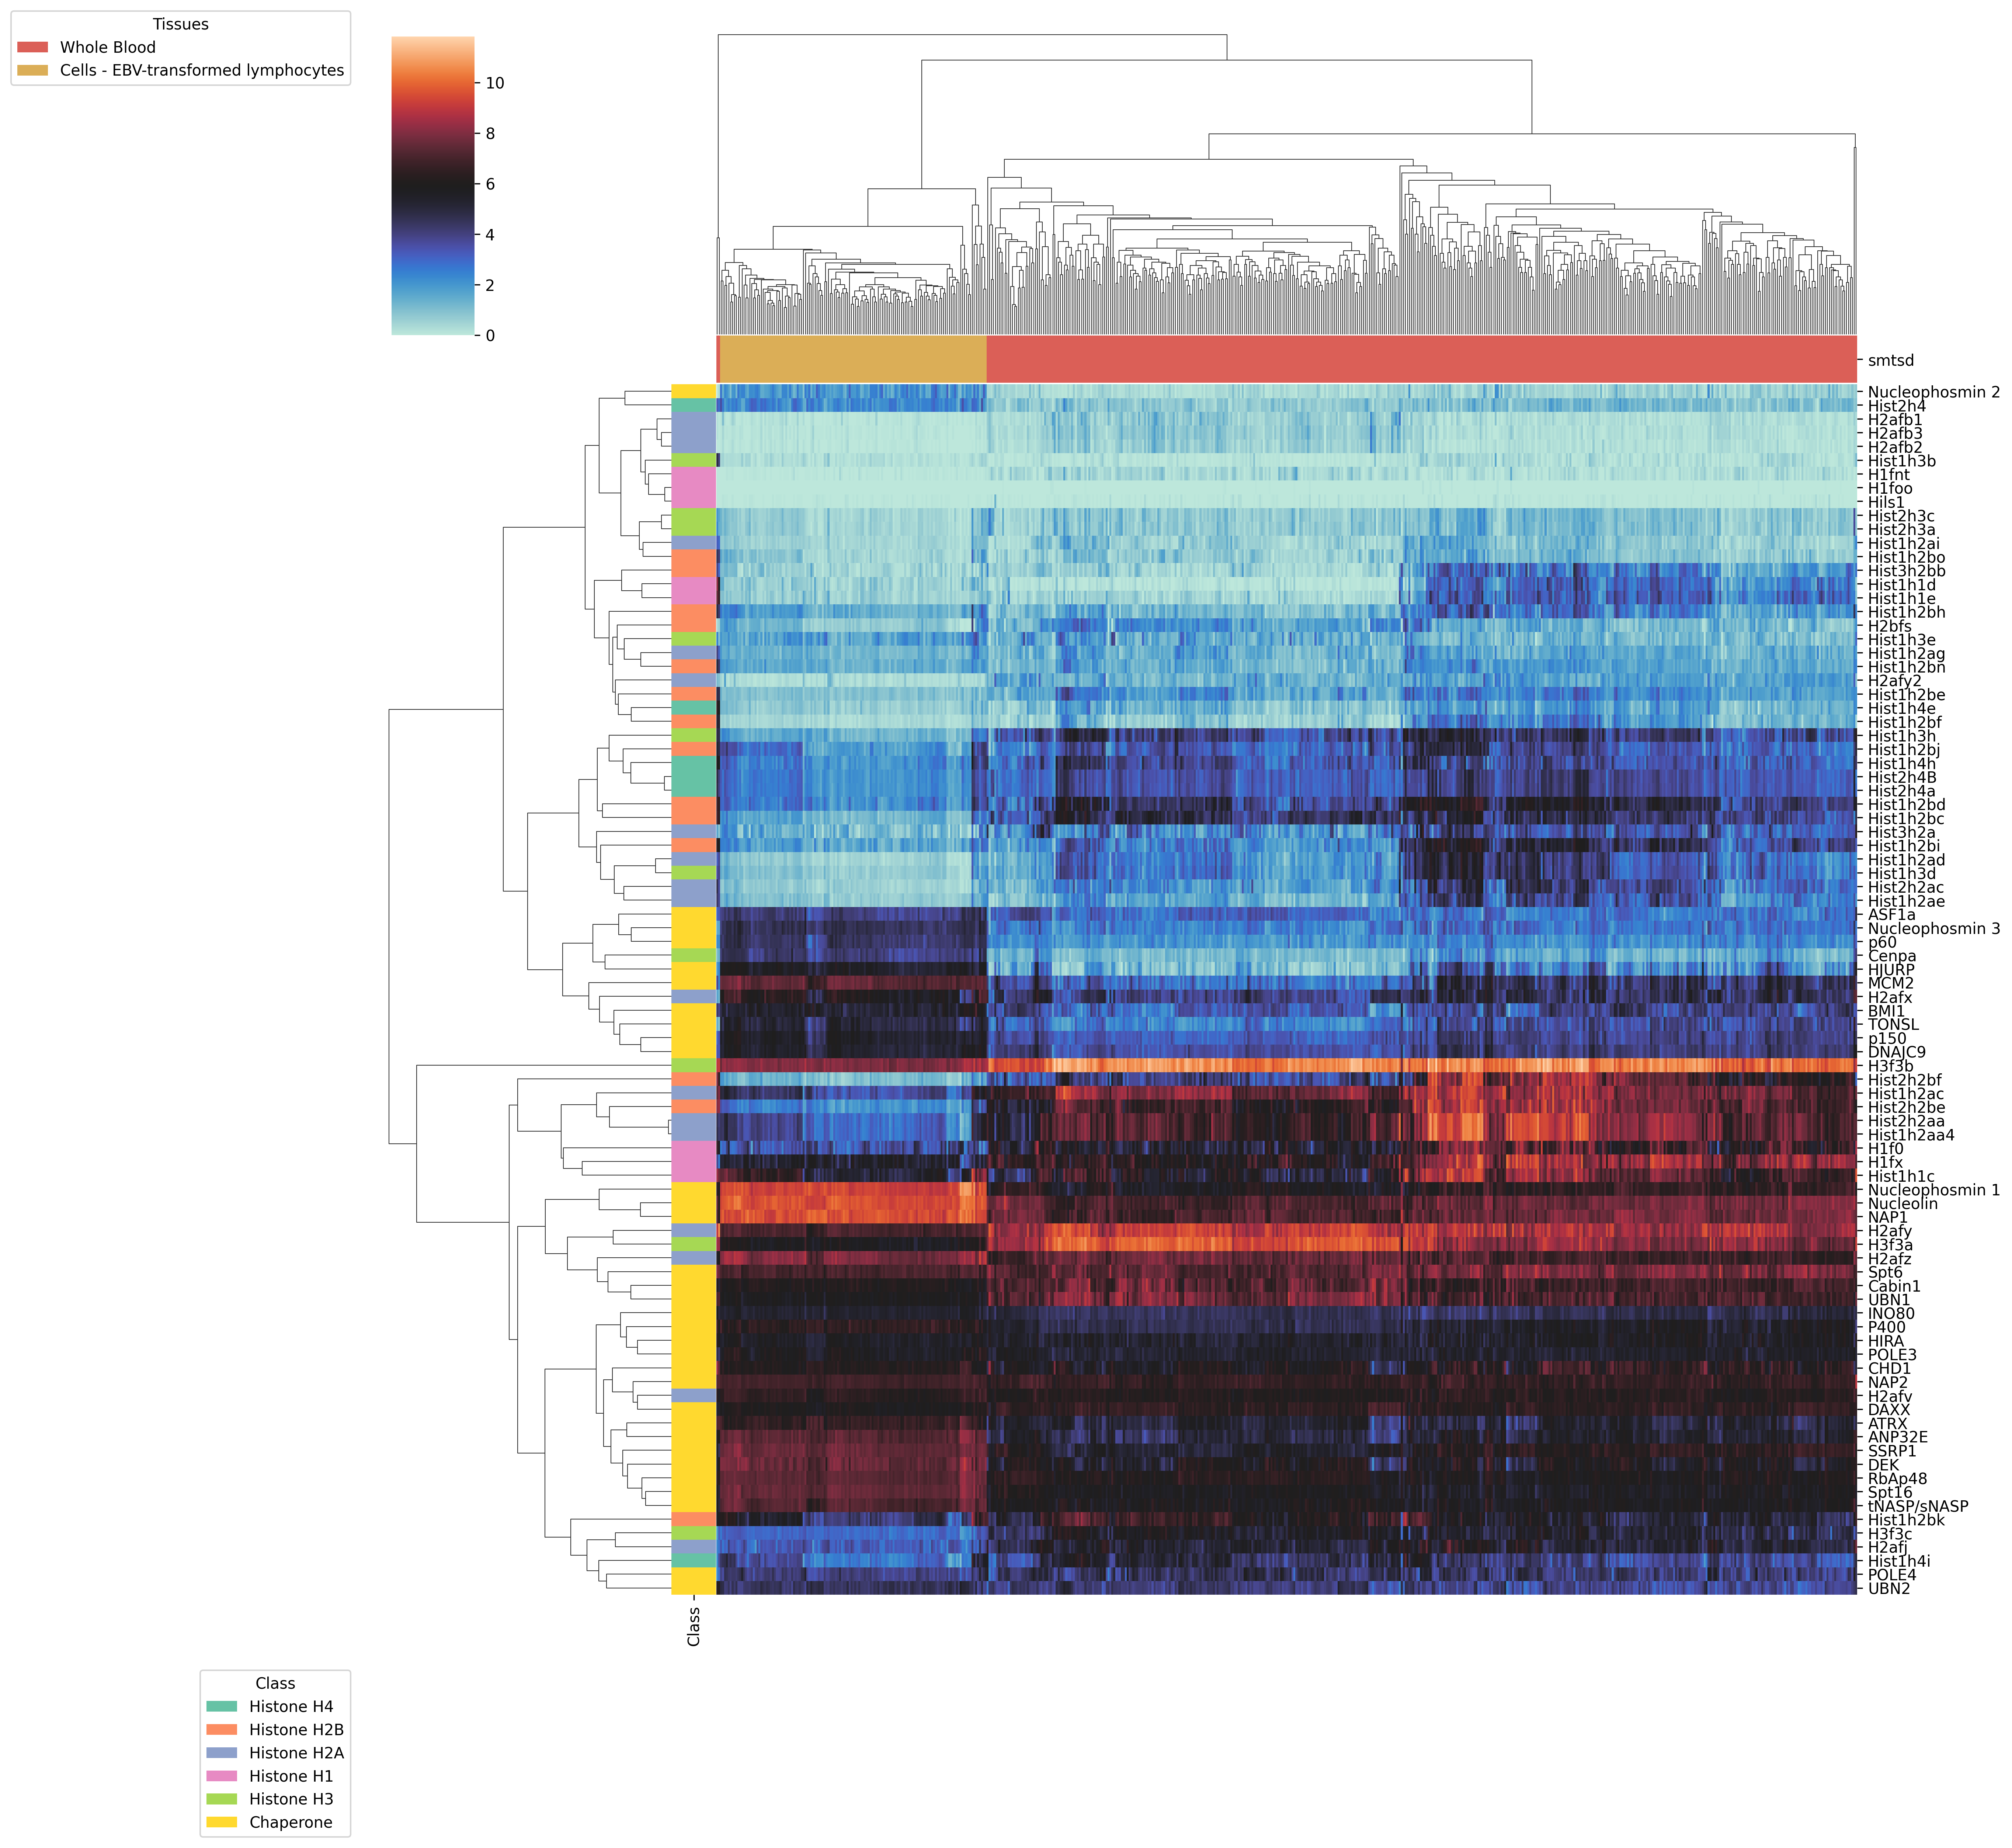 Tissues
Whole Blood
Cells - EBV-transformed lymphocytes
10
8
6
4
2
0
smtsd
Nucleophosmin 2
Hist2h4
H2afb1
H2afb3
H2afb2
Hist1h3b
H1fnt
H1foo
Hils1
Hist2h3c
Hist2h3a
Hist1h2ai
Hist1h2bo
Hist3h2bb
Hist1h1d
Hist1h1e
Hist1h2bh
H2bfs
Hist1h3e
Hist1h2ag
Hist1h2bn
H2afy2
Hist1h2be
Hist1h4e
Hist1h2bf
Hist1h3h
Hist1h2bj
Hist1h4h
Hist2h4B
Hist2h4a
Hist1h2bd
Hist1h2bc
Hist3h2a
Hist1h2bi
Hist1h2ad
Hist1h3d
Hist2h2ac
Hist1h2ae
ASF1a
Nucleophosmin 3
p60
Cenpa
HJURP
MCM2
H2afx
BMI1
TONSL
p150
DNAJC9
H3f3b
Hist2h2bf
Hist1h2ac
Hist2h2be
Hist2h2aa
Hist1h2aa4
H1f0
H1fx
Hist1h1c
Nucleophosmin 1
Nucleolin
NAP1
H2afy
H3f3a
H2afz
Spt6
Cabin1
UBN1
INO80
P400
HIRA
POLE3
CHD1
NAP2
H2afv
DAXX
ATRX
ANP32E
SSRP1
DEK
RbAp48
Spt16
tNASP/sNASP
Hist1h2bk
H3f3c
H2afj
Hist1h4i
POLE4
UBN2
Class
Class
Histone H4
Histone H2B
Histone H2A
Histone H1
Histone H3
Chaperone